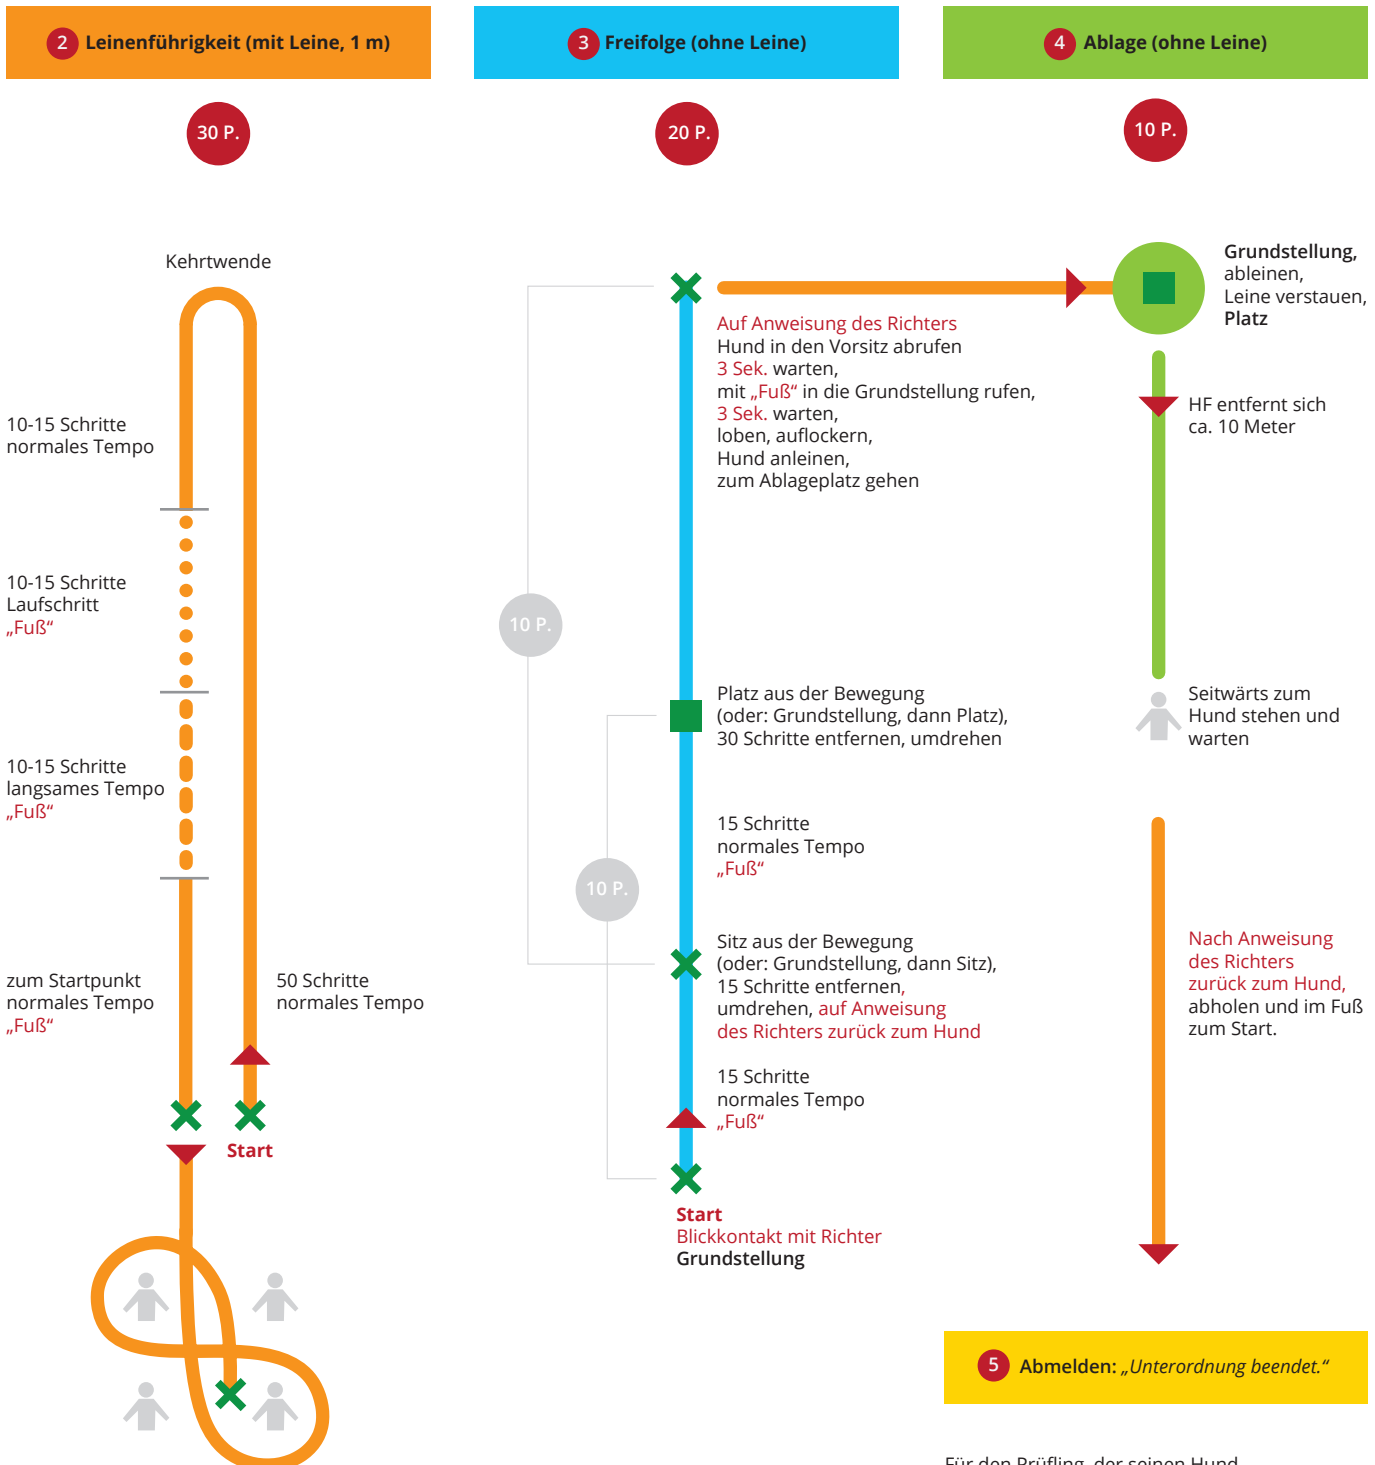 2 Leinenführigkeit (mit Leine, 1 m)
30 P.
Kehrtwende
10-15 Schritte
normales Tempo
10-15 Schritte
Laufschritt
„Fuß“
10-15 Schritte
langsames Tempo
„Fuß“
zum Startpunkt
normales Tempo
„Fuß“
50 Schritte
normales Tempo
Start
3 Freifolge (ohne Leine)
20 P.
Auf Anweisung des Richters
Hund in den Vorsitz abrufen
3 Sek. warten,
mit „Fuß“ in die Grundstellung rufen,
3 Sek. warten,
loben, auflockern,
Hund anleinen,
zum Ablageplatz gehen
10 P.
Platz aus der Bewegung
(oder: Grundstellung, dann Platz),
30 Schritte entfernen, umdrehen
15 Schritte
normales Tempo
„Fuß“
10 P.
Sitz aus der Bewegung
(oder: Grundstellung, dann Sitz),
15 Schritte entfernen,
umdrehen, auf Anweisung
des Richters zurück zum Hund
15 Schritte
normales Tempo
„Fuß“
Start
Blickkontakt mit Richter
Grundstellung
4 Ablage (ohne Leine)
10 P.
Grundstellung,
ableinen,
Leine verstauen,
Platz
HF entfernt sich
ca. 10 Meter
Seitwärts zum
Hund stehen und
warten
Nach Anweisung
des Richters
zurück zum Hund,
abholen und im Fuß
zum Start.
5 Abmelden: „Unterordnung beendet.“
Für den Prüfling, der seinen Hund